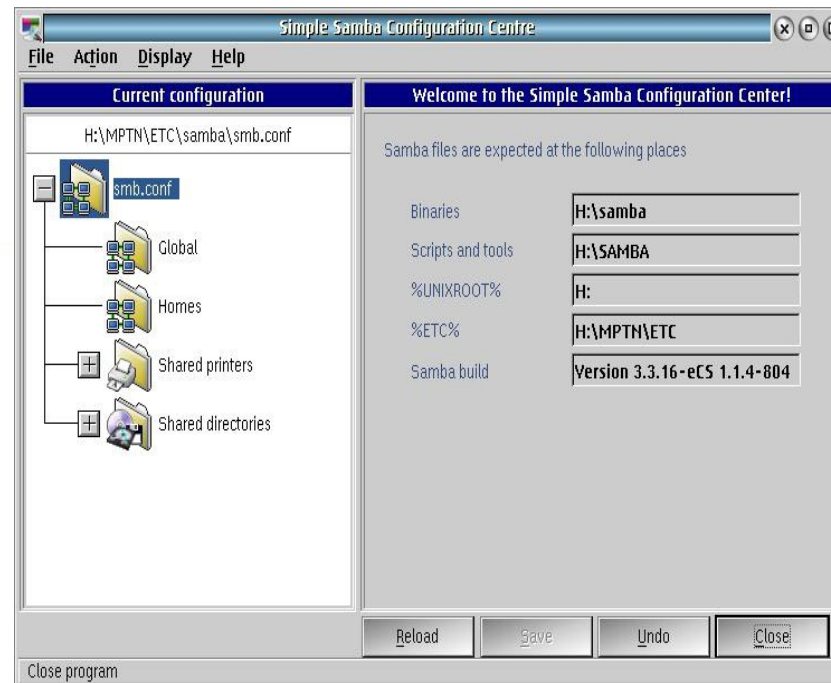 Simple Samba Configuration Centre
File Action Display Help
Current configuration
H:\MPTN\ETC\samba\smb.conf
smb.conf
Global
Homes
Shared printers
Shared directories
Welcome to the Simple Samba Configuration Center!
Samba files are expected at the following places
Binaries H:\samba
Scripts and tools H:\SAMBA
%UNIXROOT% H:
%ETC% H:\MPTN\ETC
Samba build Version 3.3.16-eCS 1.1.4-804
Reload Save Undo Close
Close program